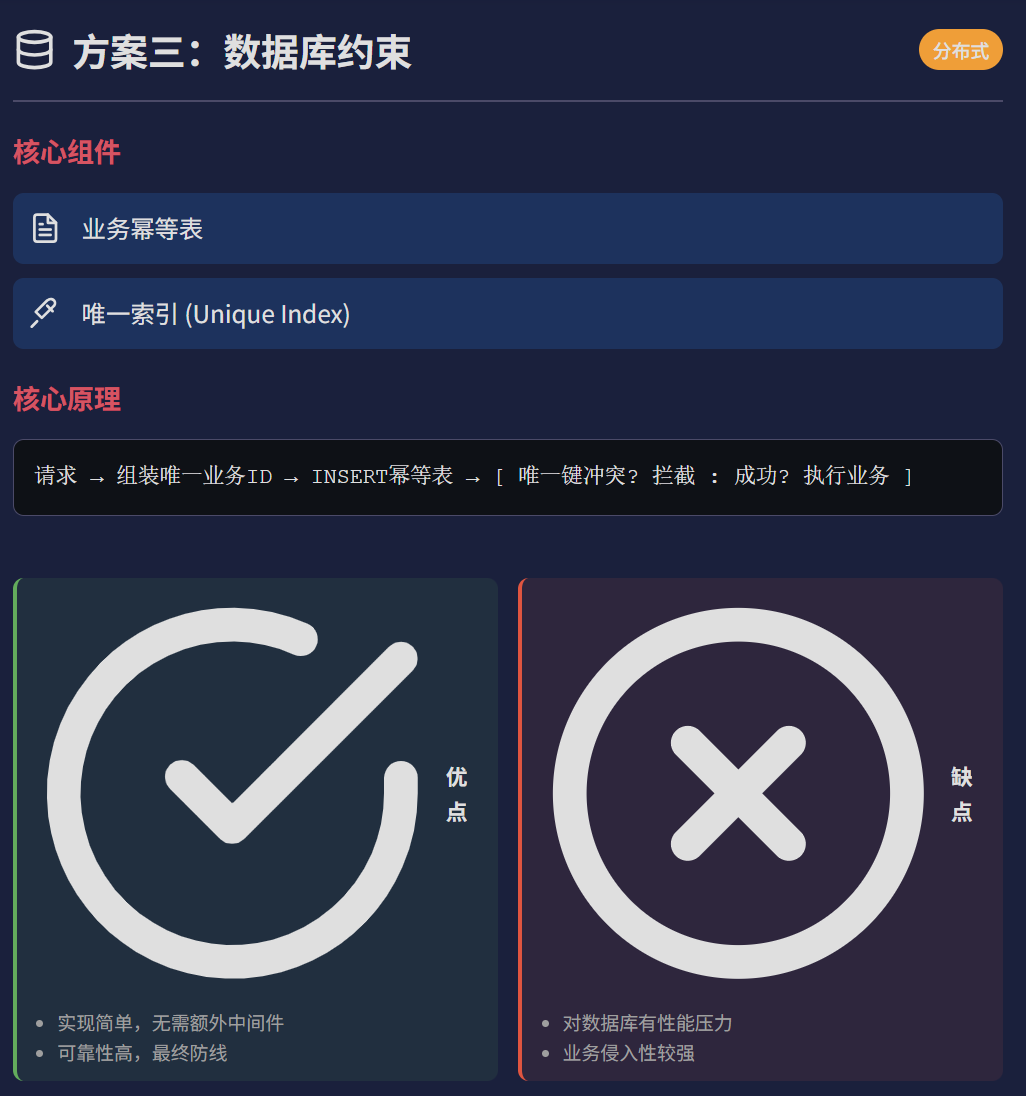 方案三：数据库约束
分布式
核心组件
业务幂等表
唯一索引 (Unique Index)
核心原理
请求 → 组装唯一业务ID → INSERT幂等表 → [ 唯一键冲突? 拦截 : 成功? 执行业务 ]
优
点
实现简单，无需额外中间件
可靠性高，最终防线
缺
点
对数据库有性能压力
业务侵入性较强